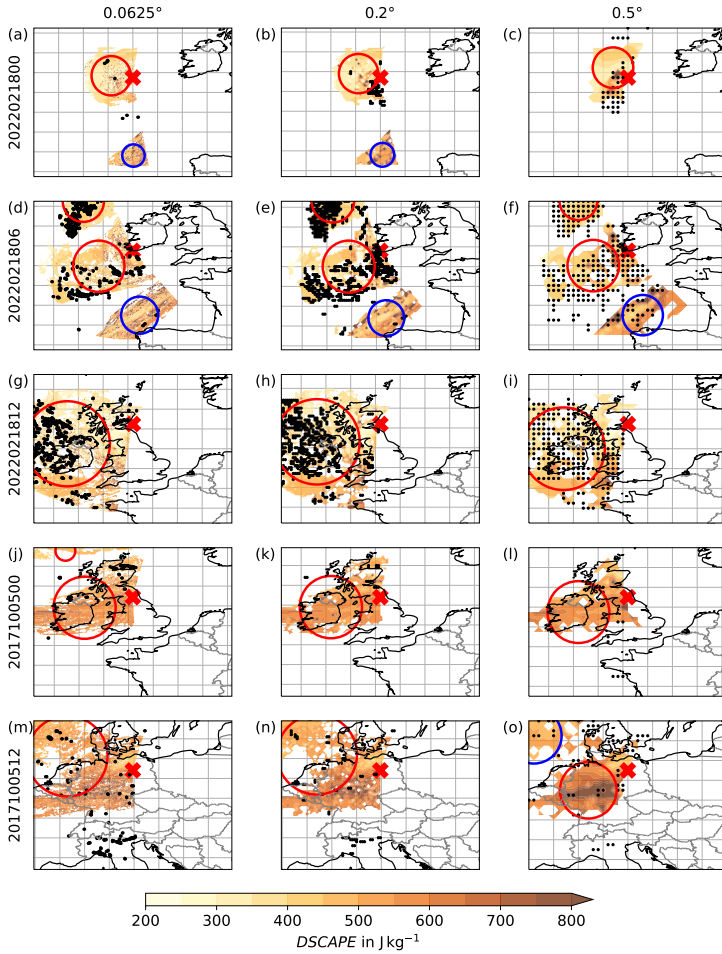 0.0625° 0.2° 0.5°
(a) (b) (c)
2022021800
(d) (e) (f)
2022021806
(g) (h) (i)
2022021812
(j) (k) (l)
2017100500
(m) (n) (o)
2017100512
200 300 400 500 600 700 800
DSCAPE in J kg⁻¹